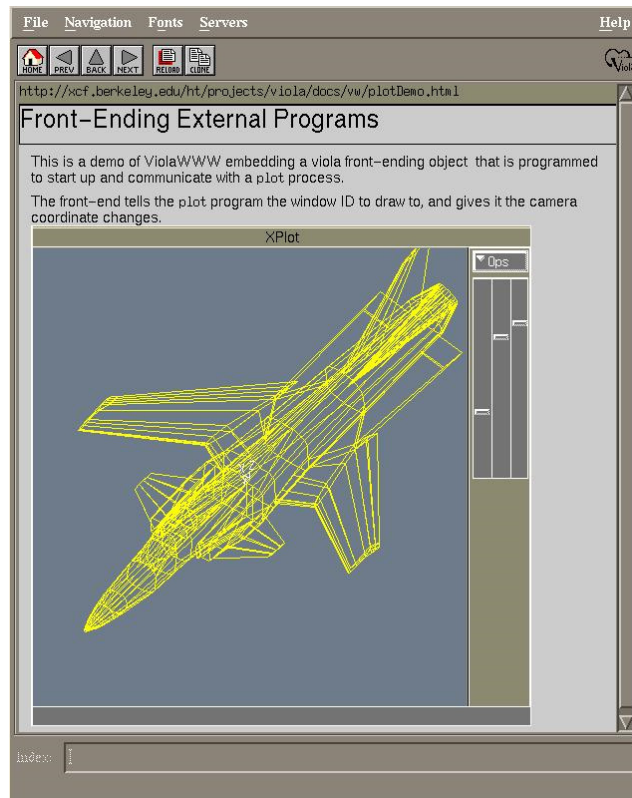 File Navigation Fonts Servers Help
HOME PREV BACK NEXT RELOAD CLONE Viola
http://xcf.berkeley.edu/ht/projects/viola/docs/vw/plotDemo.html
Front-Ending External Programs
This is a demo of ViolaWWW embedding a viola front-ending object that is programmed
to start up and communicate with a plot process.
The front-end tells the plot program the window ID to draw to, and gives it the camera
coordinate changes.
XPlot
Ops
Index: